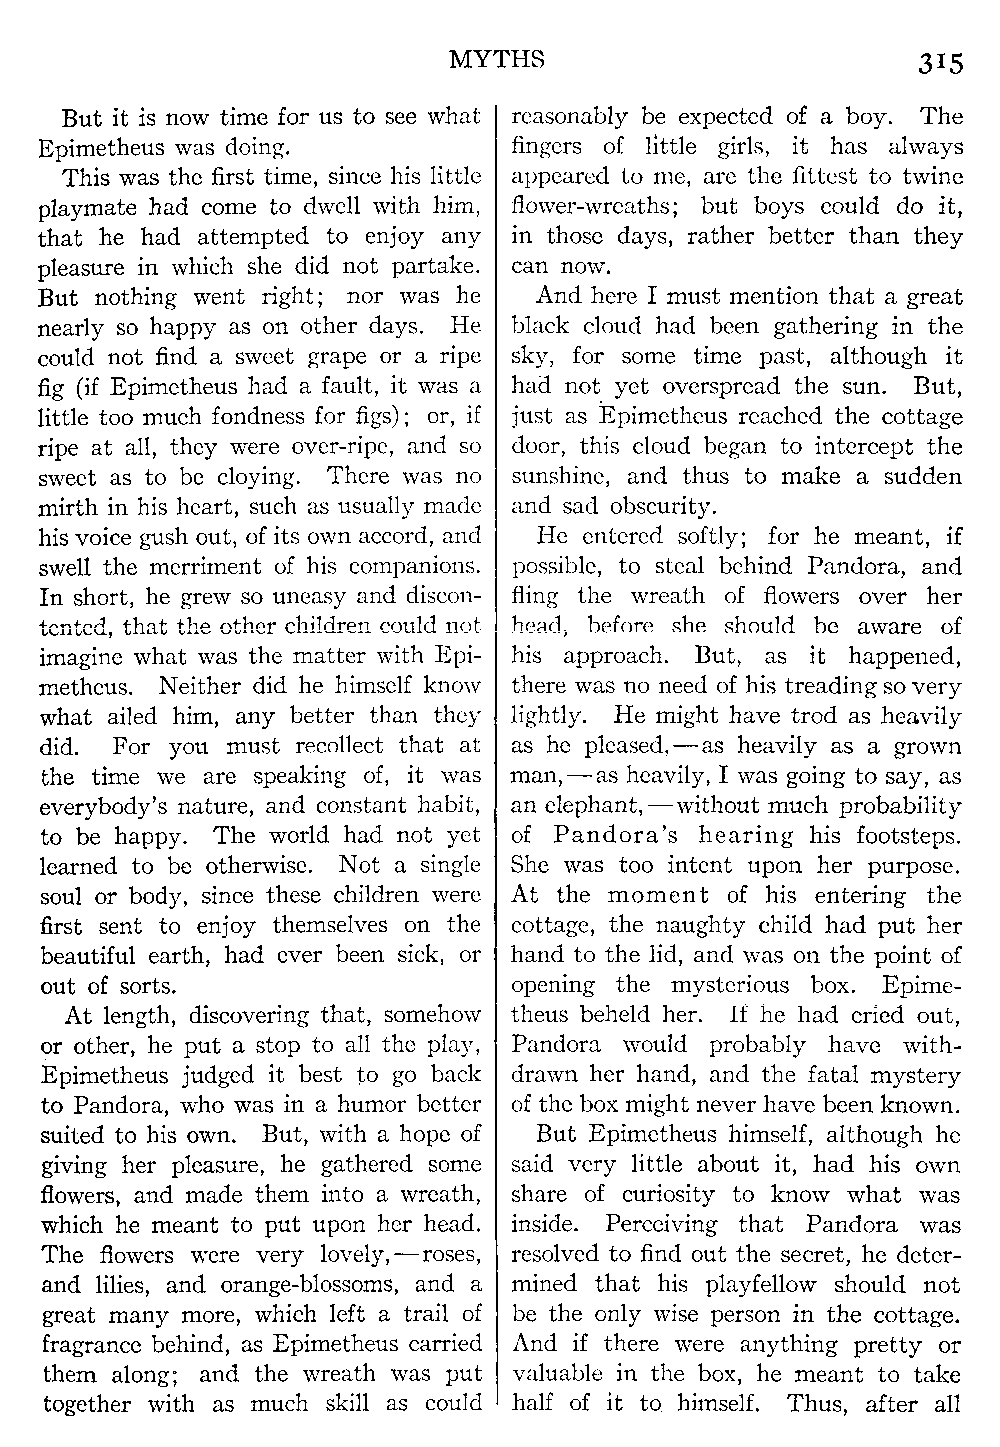 MYTHS
315
But it is now time for us to see what
Epimetheus was doing.
This was the first time, since his little
playmate had come to dwell with him,
that he had attempted to enjoy any
pleasure in which she did not partake.
But nothing went right; nor was he
nearly so happy as on other days. He
could not find a sweet grape or a ripe
fig (if Epimetheus had a fault, it was a
little too much fondness for figs); or, if
ripe at all, they were over-ripe, and so
sweet as to be cloying. There was no
mirth in his heart, such as usually made
his voice gush out, of its own accord, and
swell the merriment of his companions.
In short, he grew so uneasy and discon-
tented, that the other children could not
imagine what was the matter with Epi-
metheus. Neither did he himself know
what ailed him, any better than they
did. For you must recollect that at
the time we are speaking of, it was
everybody's nature, and constant habit,
to be happy. The world had not yet
learned to be otherwise. Not a single
soul or body, since these children were
first sent to enjoy themselves on the
beautiful earth, had ever been sick, or
out of sorts.
At length, discovering that, somehow
or other, he put a stop to all the play,
Epimetheus judged it best to go back
to Pandora, who was in a humor better
suited to his own. But, with a hope of
giving her pleasure, he gathered some
flowers, and made them into a wreath,
which he meant to put upon her head.
The flowers were very lovely,—roses,
and lilies, and orange-blossoms, and a
great many more, which left a trail of
fragrance behind, as Epimetheus carried
them along; and the wreath was put
together with as much skill as could
reasonably be expected of a boy. The
fingers of little girls, it has always
appeared to me, are the fittest to twine
flower-wreaths; but boys could do it,
in those days, rather better than they
can now.
And here I must mention that a great
black cloud had been gathering in the
sky, for some time past, although it
had not yet overspread the sun. But,
just as Epimetheus reached the cottage
door, this cloud began to intercept the
sunshine, and thus to make a sudden
and sad obscurity.
He entered softly; for he meant, if
possible, to steal behind Pandora, and
fling the wreath of flowers over her
head, before she should be aware of
his approach. But, as it happened,
there was no need of his treading so very
lightly. He might have trod as heavily
as he pleased,—as heavily as a grown
man,—as heavily, I was going to say, as
an elephant,—without much probability
of Pandora's hearing his footsteps.
She was too intent upon her purpose.
At the moment of his entering the
cottage, the naughty child had put her
hand to the lid, and was on the point of
opening the mysterious box. Epime-
theus beheld her. If he had cried out,
Pandora would probably have with-
drawn her hand, and the fatal mystery
of the box might never have been known.
But Epimetheus himself, although he
said very little about it, had his own
share of curiosity to know what was
inside. Perceiving that Pandora was
resolved to find out the secret, he deter-
mined that his playfellow should not
be the only wise person in the cottage.
And if there were anything pretty or
valuable in the box, he meant to take
half of it to himself. Thus, after all